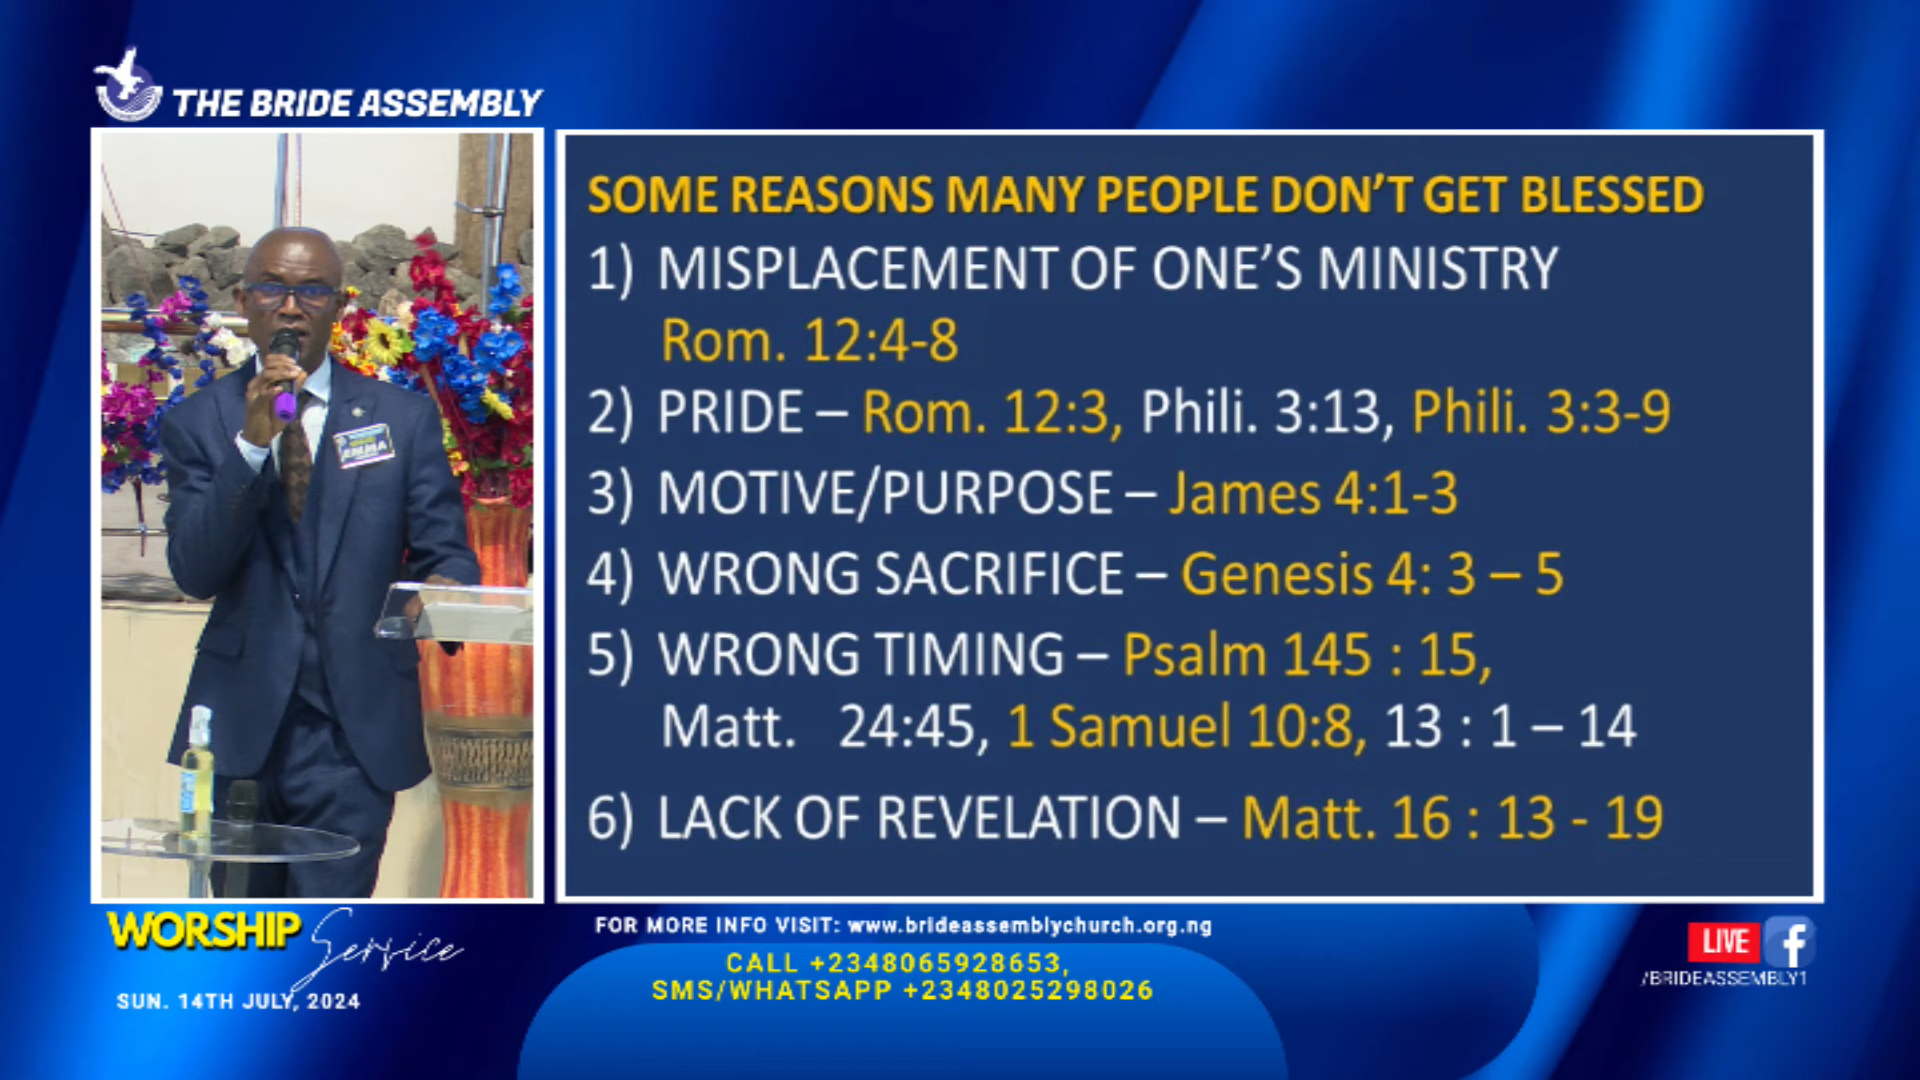 THE BRIDE ASSEMBLY
SOME REASONS MANY PEOPLE DON'T GET BLESSED
1) MISPLACEMENT OF ONE'S MINISTRY
Rom. 12:4-8
2) PRIDE – Rom. 12:3, Phili. 3:13, Phili. 3:3-9
3) MOTIVE/PURPOSE – James 4:1-3
4) WRONG SACRIFICE – Genesis 4: 3 – 5
5) WRONG TIMING – Psalm 145 : 15,
Matt. 24:45, 1 Samuel 10:8, 13 : 1 – 14
6) LACK OF REVELATION – Matt. 16 : 13 - 19
WORSHIP Service
SUN. 14TH JULY, 2024
FOR MORE INFO VISIT: www.brideassemblychurch.org.ng
CALL +2348065928653,
SMS/WHATSAPP +2348025298026
LIVE f
/BRIDEASSEMBLY1